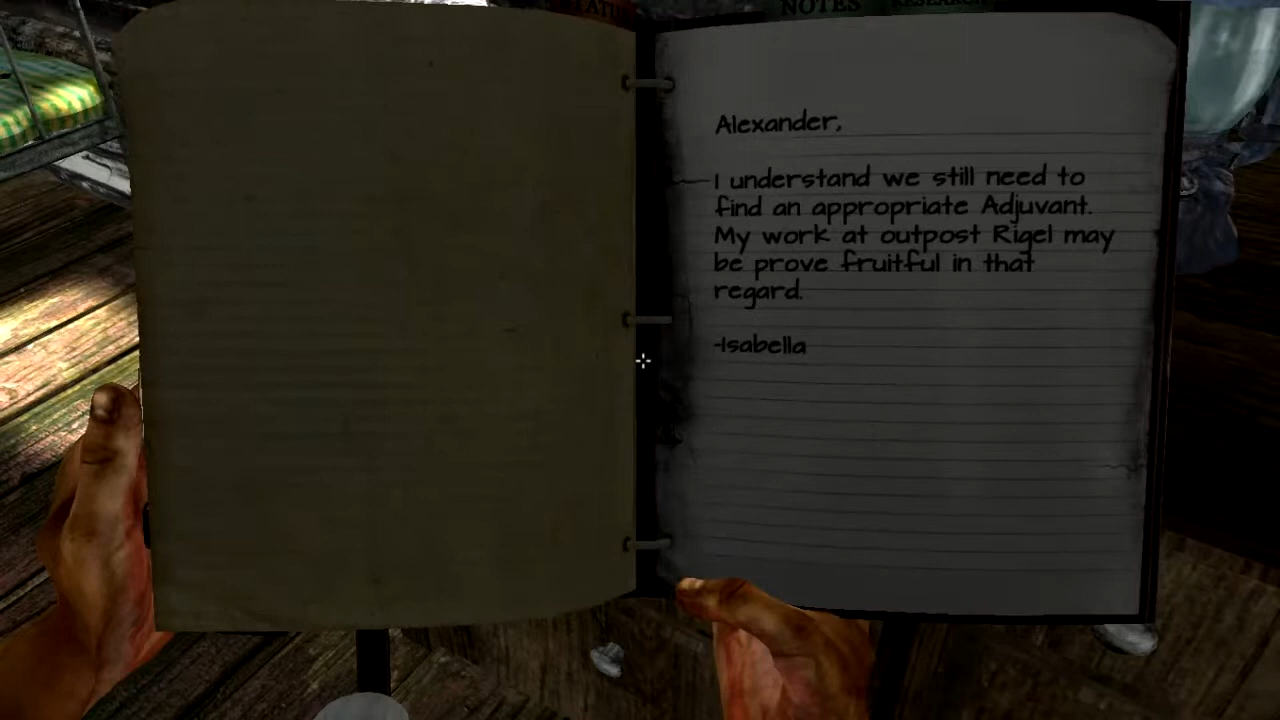 NOTES
Alexander,
I understand we still need to
find an appropriate Adjuvant.
My work at outpost Rigel may
be prove fruitful in that
regard.
-Isabella